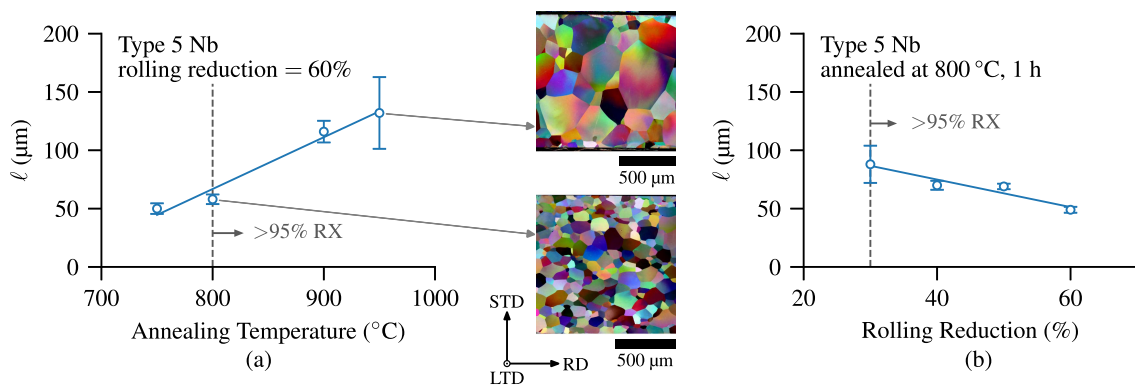 200
150
100
50
0
ℓ (µm)
Type 5 Nb
rolling reduction = 60%
>95% RX
700
800
900
1000
Annealing Temperature (°C)
(a)
500 µm
500 µm
STD
RD
LTD
200
150
100
50
0
ℓ (µm)
Type 5 Nb
annealed at 800 °C, 1 h
>95% RX
20
40
60
Rolling Reduction (%)
(b)